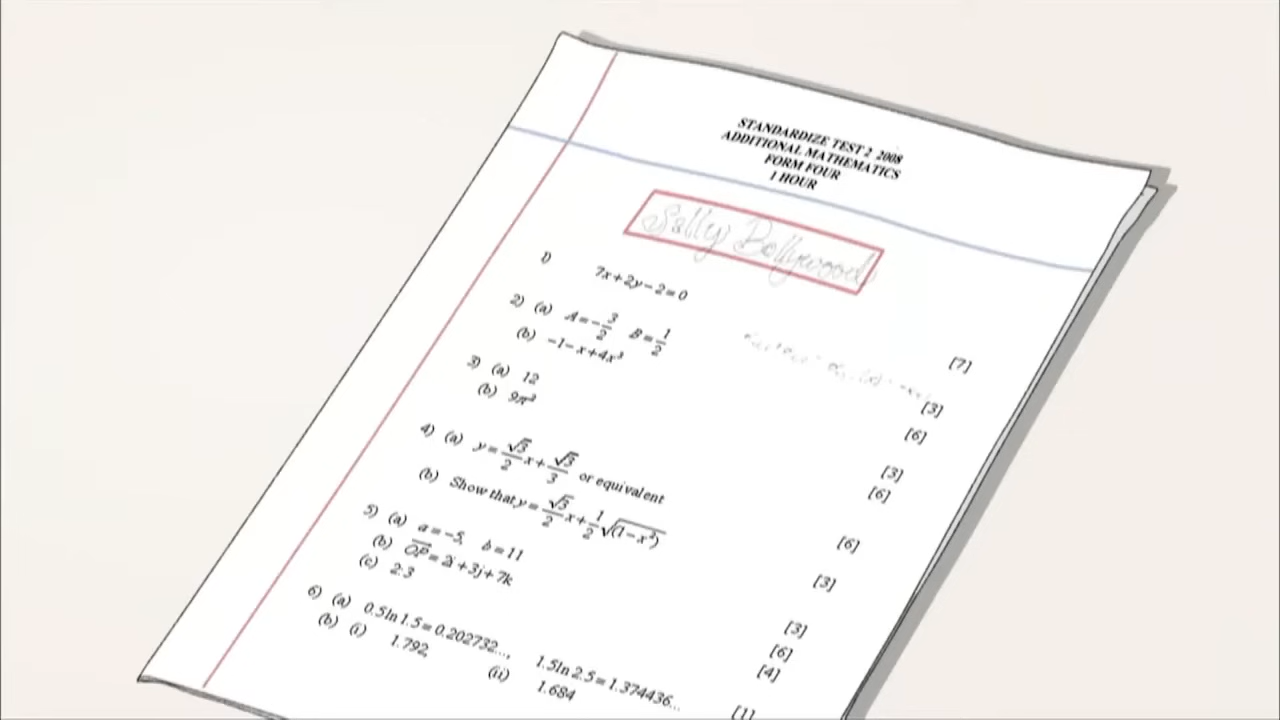 STANDARDIZE TEST 2 2008
ADDITIONAL MATHEMATICS
FORM FOUR
1 HOUR
Sally Bollywood
1) 7x+2y−2=0 [7]
2) (a) A=−3/2 B=1/2 [3]
(b) −1−x+4x³ [6]
3) (a) 12 [3]
(b) 9π³ [6]
4) (a) y=√3/2x+√3/3 or equivalent [6]
(b) Show that y=√3/2x+1/2√(1−x²) [3]
5) (a) a=−5, b=11 [3]
(b) OP=2i+3j+7k [6]
(c) 2:3 [4]
6) (a) 0.5ln1.5=0.202732..., 1.5ln2.5=1.374436... [1]
(b) (i) 1.792, (ii) 1.684